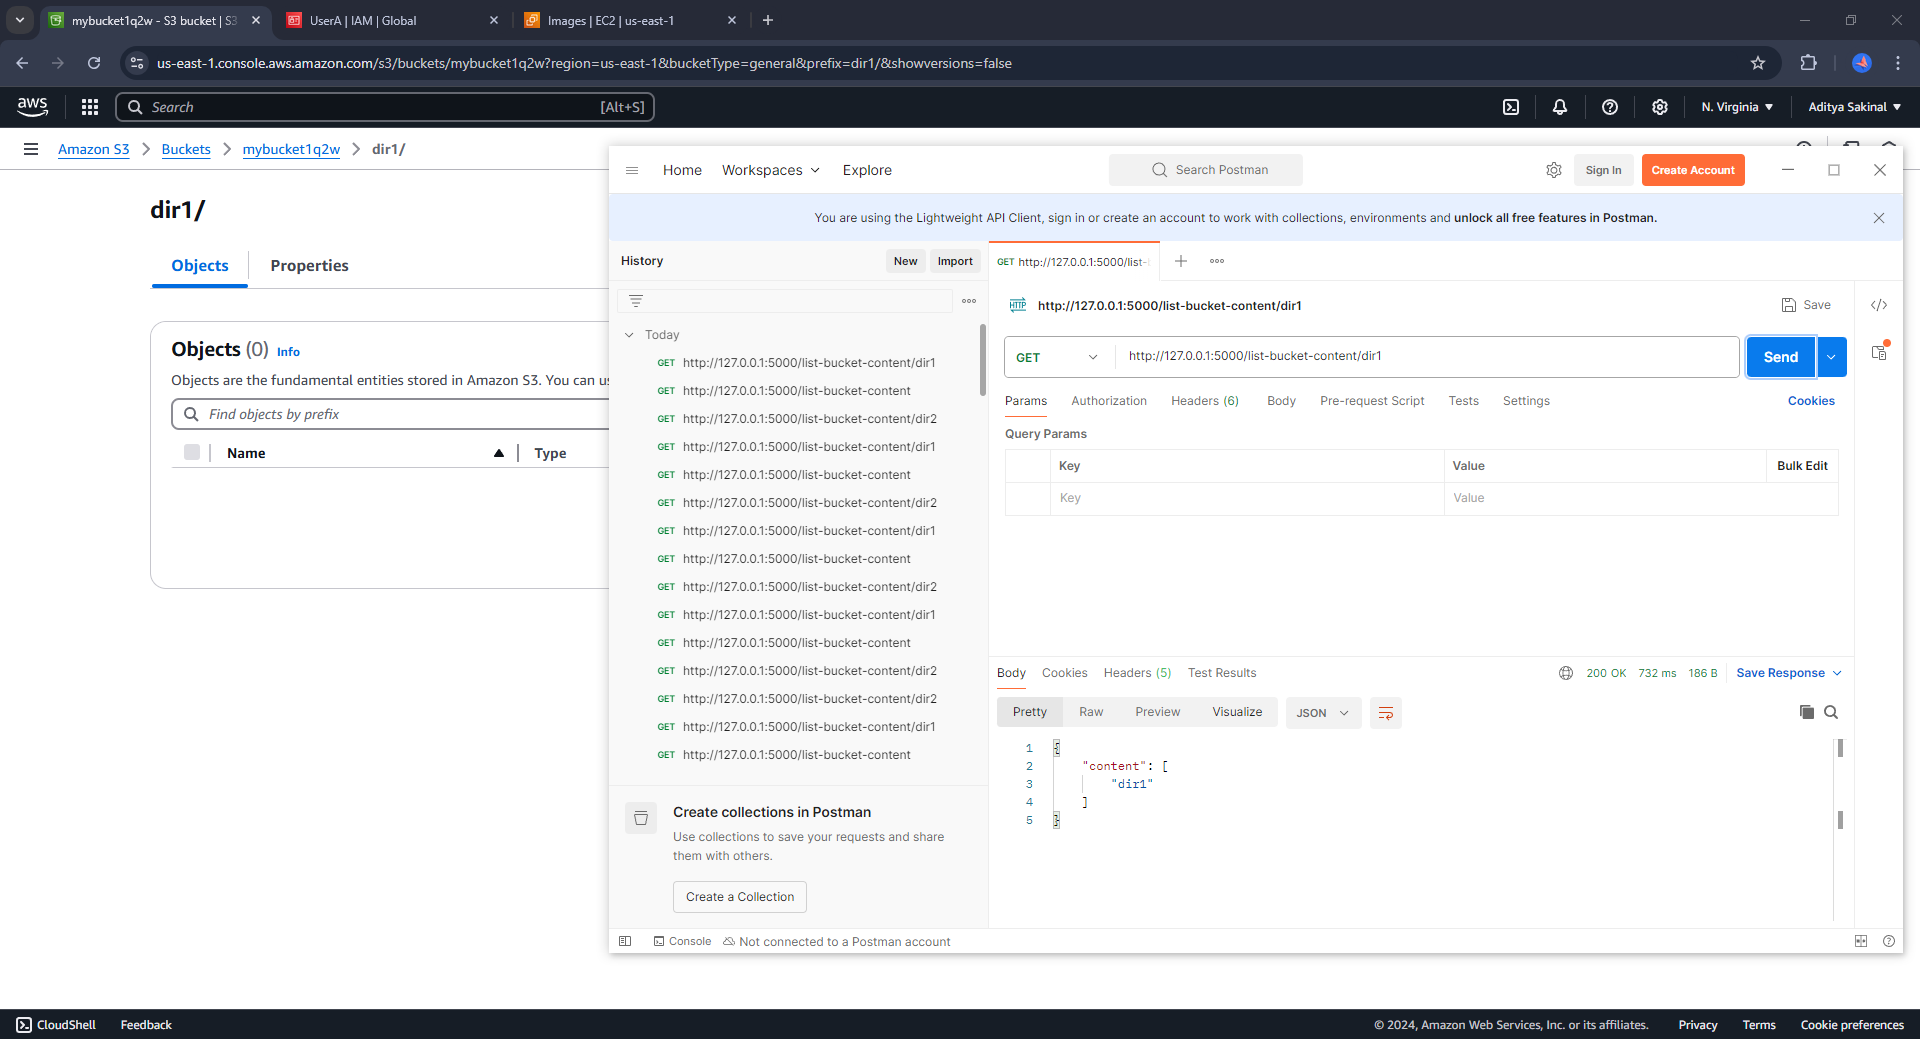 mybucket1q2w - S3 bucket | S3
UserA | IAM | Global
Images | EC2 | us-east-1
us-east-1.console.aws.amazon.com/s3/buckets/mybucket1q2w?region=us-east-1&bucketType=general&prefix=dir1/&showversions=false
aws
Search
[Alt+S]
N. Virginia
Aditya Sakinal
Amazon S3
Buckets
mybucket1q2w
dir1/
dir1/
Objects
Properties
Objects (0) Info
Objects are the fundamental entities stored in Amazon S3. You can us
Find objects by prefix
Name
Type
Home
Workspaces
Explore
Search Postman
Sign In
Create Account
You are using the Lightweight API Client, sign in or create an account to work with collections, environments and unlock all free features in Postman.
History
New
Import
Today
GET http://127.0.0.1:5000/list-bucket-content/dir1
GET http://127.0.0.1:5000/list-bucket-content
GET http://127.0.0.1:5000/list-bucket-content/dir2
GET http://127.0.0.1:5000/list-bucket-content/dir1
GET http://127.0.0.1:5000/list-bucket-content
GET http://127.0.0.1:5000/list-bucket-content/dir2
GET http://127.0.0.1:5000/list-bucket-content/dir1
GET http://127.0.0.1:5000/list-bucket-content
GET http://127.0.0.1:5000/list-bucket-content/dir2
GET http://127.0.0.1:5000/list-bucket-content/dir1
GET http://127.0.0.1:5000/list-bucket-content
GET http://127.0.0.1:5000/list-bucket-content/dir2
GET http://127.0.0.1:5000/list-bucket-content/dir2
GET http://127.0.0.1:5000/list-bucket-content/dir1
GET http://127.0.0.1:5000/list-bucket-content
Create collections in Postman
Use collections to save your requests and share
them with others.
Create a Collection
GET http://127.0.0.1:5000/list-
HTTP http://127.0.0.1:5000/list-bucket-content/dir1
Save
GET
http://127.0.0.1:5000/list-bucket-content/dir1
Send
Params
Authorization
Headers (6)
Body
Pre-request Script
Tests
Settings
Cookies
Query Params
Key
Value
Bulk Edit
Key
Value
Body
Cookies
Headers (5)
Test Results
200 OK
732 ms
186 B
Save Response
Pretty
Raw
Preview
Visualize
JSON
1 {
2 "content": [
3 "dir1"
4 ]
5 }
Console
Not connected to a Postman account
CloudShell
Feedback
© 2024, Amazon Web Services, Inc. or its affiliates.
Privacy
Terms
Cookie preferences